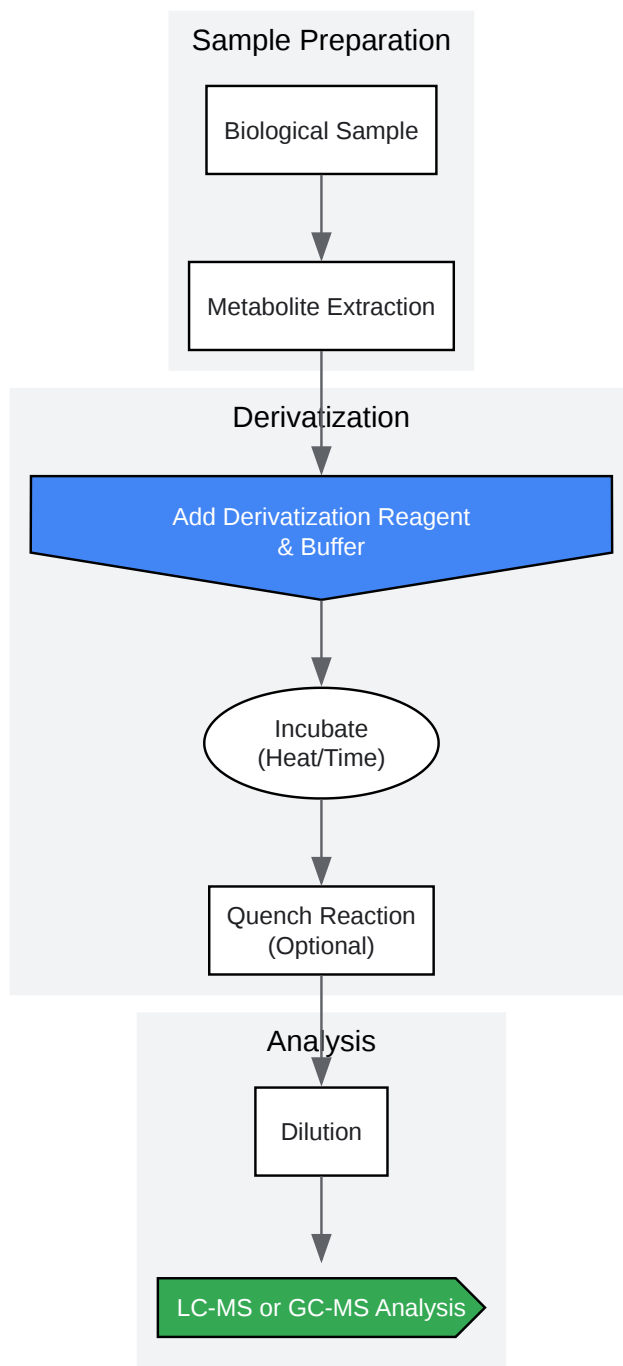 Sample Preparation
Biological Sample
Metabolite Extraction
Derivatization
Add Derivatization Reagent
& Buffer
Incubate
(Heat/Time)
Quench Reaction
(Optional)
Analysis
Dilution
LC-MS or GC-MS Analysis